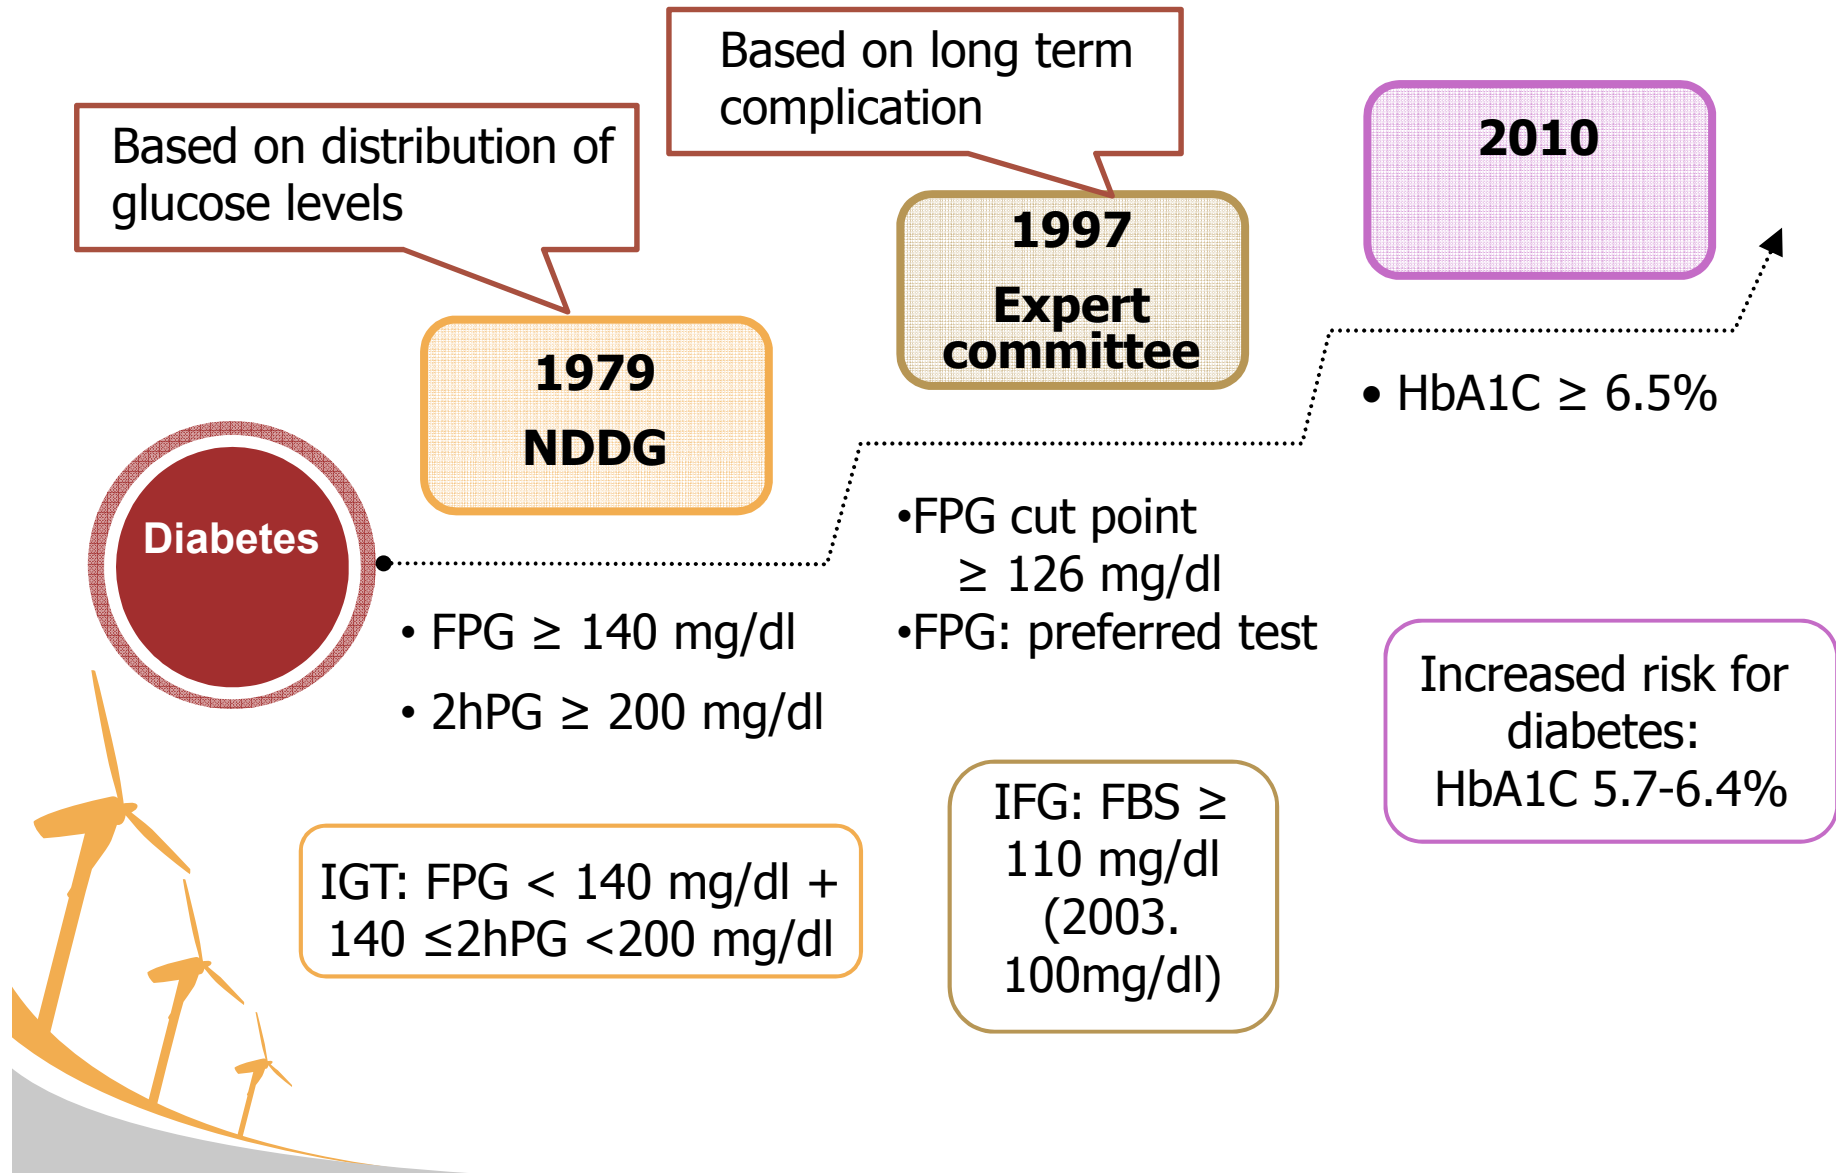 Based on distribution of
glucose levels
Based on long term
complication
2010
1997
Expert
committee
1979
NDDG
Diabetes
• FPG ≥ 140 mg/dl
• 2hPG ≥ 200 mg/dl
IGT: FPG < 140 mg/dl +
140 ≤2hPG <200 mg/dl
•FPG cut point
≥ 126 mg/dl
•FPG: preferred test
IFG: FBS ≥
110 mg/dl
(2003.
100mg/dl)
• HbA1C ≥ 6.5%
Increased risk for
diabetes:
HbA1C 5.7-6.4%